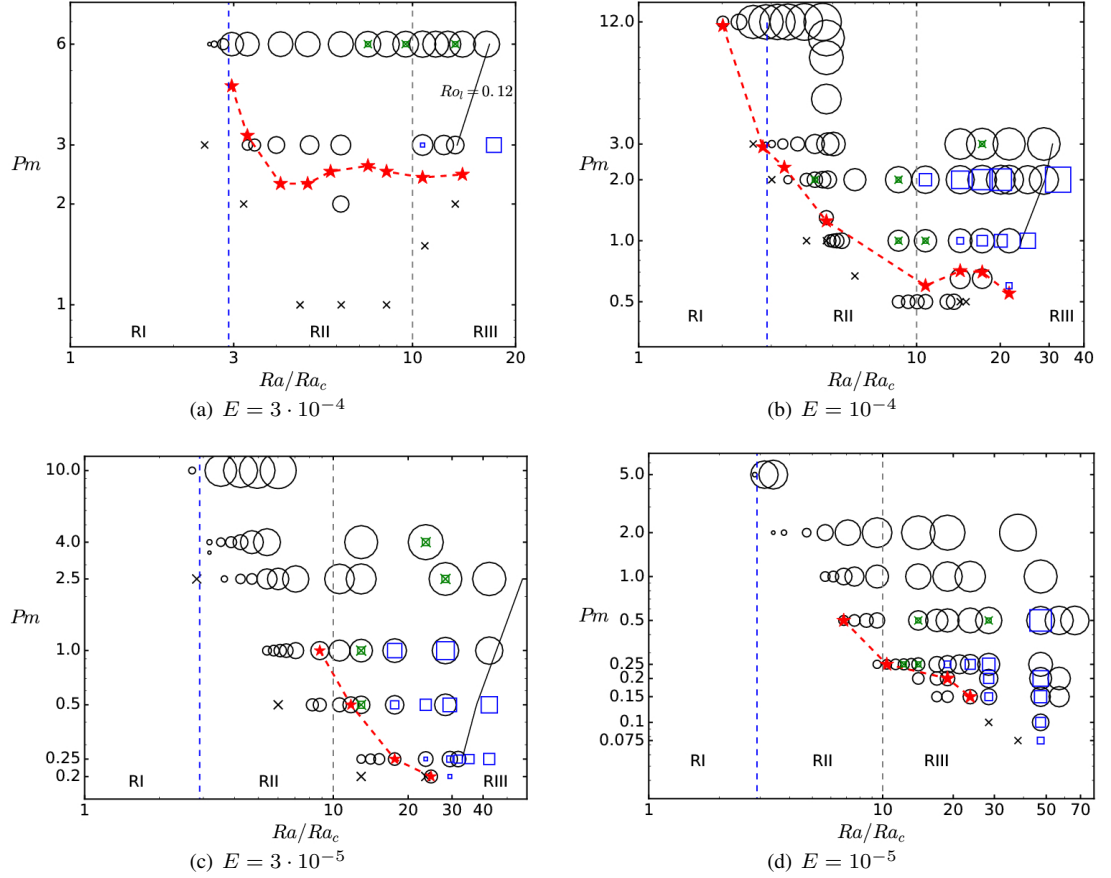 6
3
2
1
Pm
Ro_l = 0.12
RI
RII
RIII
1
3
10
20
Ra/Ra_c
(a) E = 3 · 10^{-4}
12.0
3.0
2.0
1.0
0.5
Pm
RI
RII
RIII
1
3
10
20
30
40
Ra/Ra_c
(b) E = 10^{-4}
10.0
4.0
2.5
1.0
0.5
0.25
0.2
Pm
RI
RII
RIII
1
10
20
30
40
Ra/Ra_c
(c) E = 3 · 10^{-5}
5.0
2.0
1.0
0.5
0.25
0.2
0.15
0.1
0.075
Pm
RI
RII
RIII
1
10
20
50
70
Ra/Ra_c
(d) E = 10^{-5}